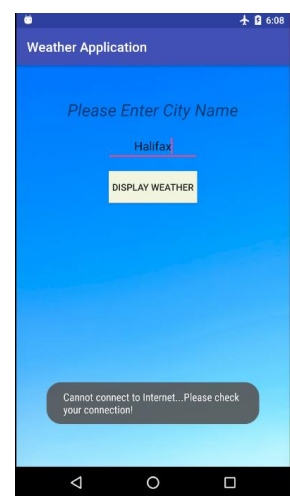 6:08
Weather Application
Please Enter City Name
Halifax
DISPLAY WEATHER
Cannot connect to Internet...Please check
your connection!